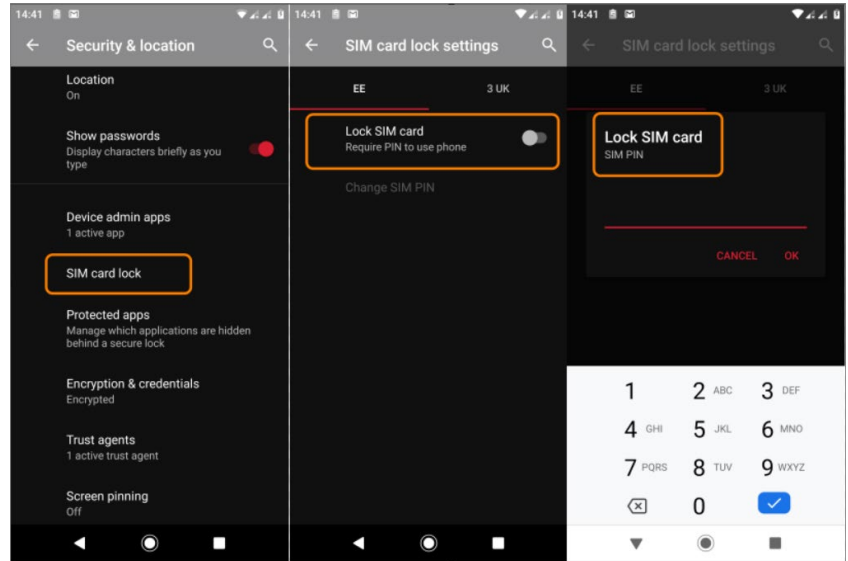 14:41
Security & location
Location
On
Show passwords
Display characters briefly as you
type
Device admin apps
1 active app
SIM card lock
Protected apps
Manage which applications are hidden
behind a secure lock
Encryption & credentials
Encrypted
Trust agents
1 active trust agent
Screen pinning
Off
14:41
SIM card lock settings
EE 3 UK
Lock SIM card
Require PIN to use phone
Change SIM PIN
14:41
SIM card lock settings
EE 3 UK
Lock SIM card
SIM PIN
CANCEL OK
1 2 ABC 3 DEF
4 GHI 5 JKL 6 MNO
7 PQRS 8 TUV 9 WXYZ
0